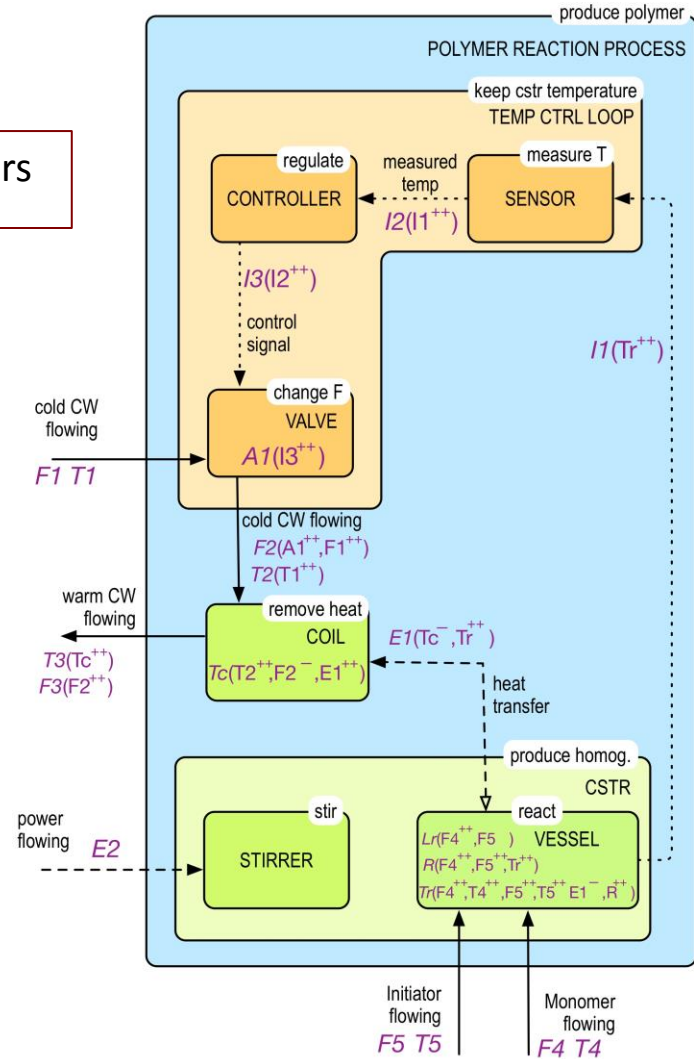 produce polymer
POLYMER REACTION PROCESS
keep cstr temperature
TEMP CTRL LOOP
rs
regulate
CONTROLLER
measured
temp
I2(I1⁺⁺)
measure T
SENSOR
I3(I2⁺⁺)
control
signal
I1(Tr⁺⁺)
change F
VALVE
A1(I3⁺⁺)
cold CW
flowing
F1 T1
cold CW flowing
F2(A1⁺⁺,F1⁺⁺)
T2(T1⁺⁺)
warm CW
flowing
T3(Tc⁺⁺)
F3(F2⁺⁺)
remove heat
COIL
Tc(T2⁺⁺,F2⁻,E1⁺⁺)
E1(Tc⁻,Tr⁺⁺)
heat
transfer
produce homog.
CSTR
power
flowing
E2
stir
STIRRER
react
VESSEL
Lr(F4⁺⁺,F5 )
R(F4⁺⁺,F5⁺⁺,Tr⁺⁺)
Tr(F4⁺⁺,T4⁺⁺,F5⁺⁺,T5⁺⁺ E1⁻,R⁺⁺)
Initiator
flowing
F5 T5
Monomer
flowing
F4 T4